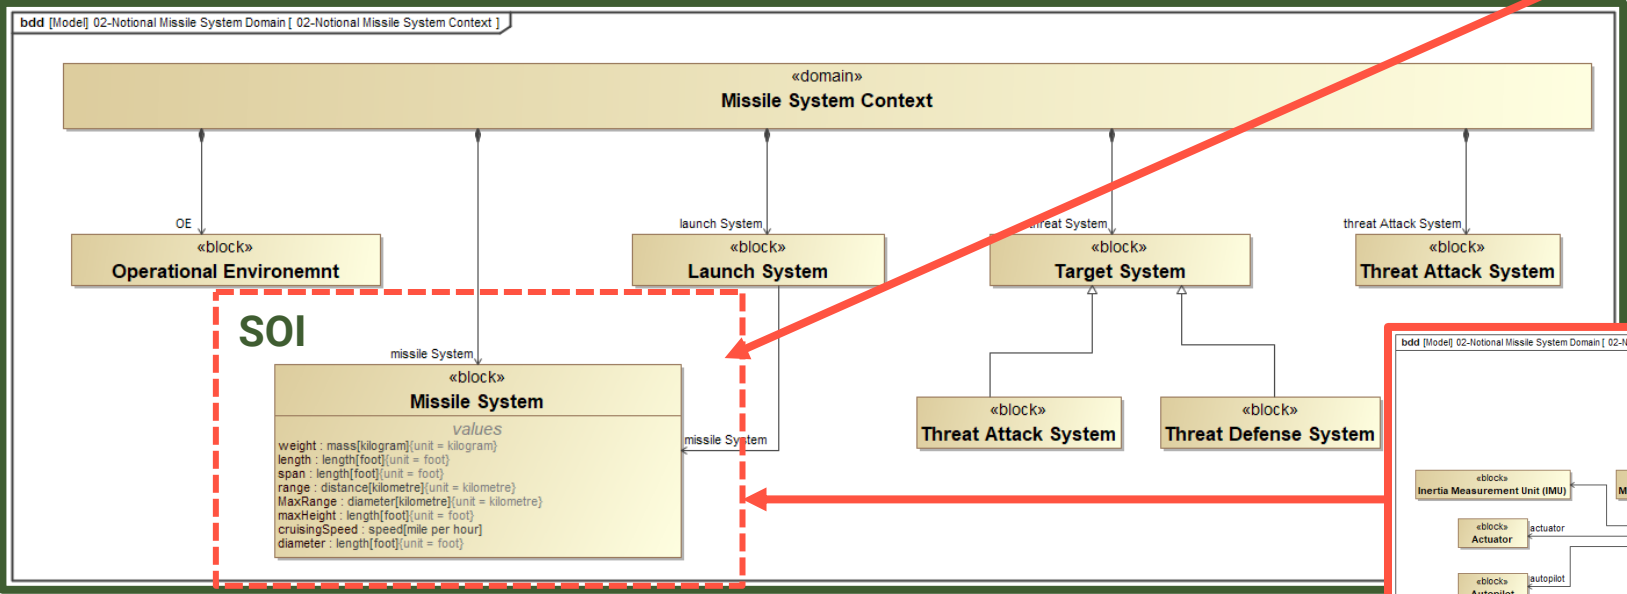 bdd [Model] 02-Notional Missile System Domain [ 02-Notional Missile System Context ]
«domain»
Missile System Context
OE
«block»
Operational Environemnt
launch System
«block»
Launch System
threat System
«block»
Target System
threat Attack System
«block»
Threat Attack System
SOI
missile System
«block»
Missile System
values
weight : mass[kilogram]{unit = kilogram}
length : length[foot]{unit = foot}
span : length[foot]{unit = foot}
range : distance[kilometre]{unit = kilometre}
MaxRange : diameter[kilometre]{unit = kilometre}
maxHeight : length[foot]{unit = foot}
cruisingSpeed : speed[mile per hour]
diameter : length[foot]{unit = foot}
missile System
«block»
Threat Attack System
«block»
Threat Defense System
bdd [Model] 02-Notional Missile System Domain [ 02-N
«block»
Inertia Measurement Unit (IMU)
M
«block»
Actuator
actuator
«block»
Autopilot
autopilot